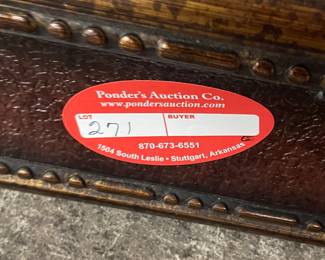 Ponder's Auction Co.
www.pondersauction.com
LOT BUYER
271
870-673-6551
1504 South Leslie • Stuttgart, Arkansas